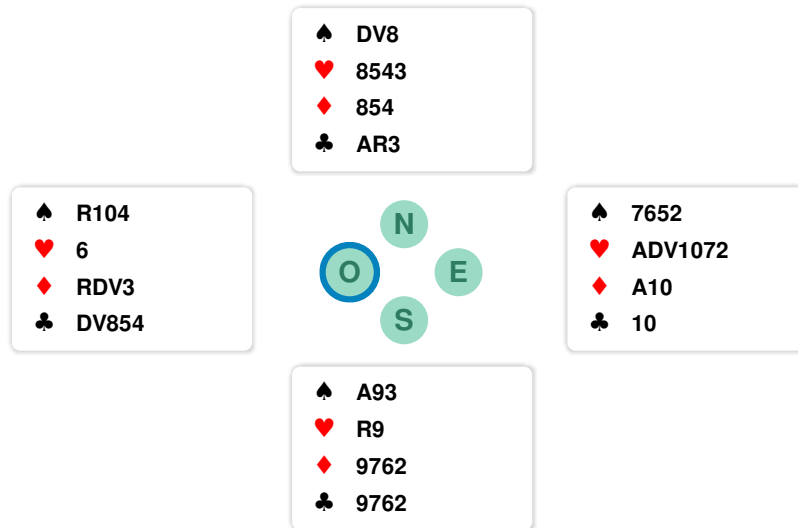 ♠ DV8
♥ 8543
♦ 854
♣ AR3
♠ R104
♥ 6
♦ RDV3
♣ DV854
N
O E
S
♠ 7652
♥ ADV1072
♦ A10
♣ 10
♠ A93
♥ R9
♦ 9762
♣ 9762